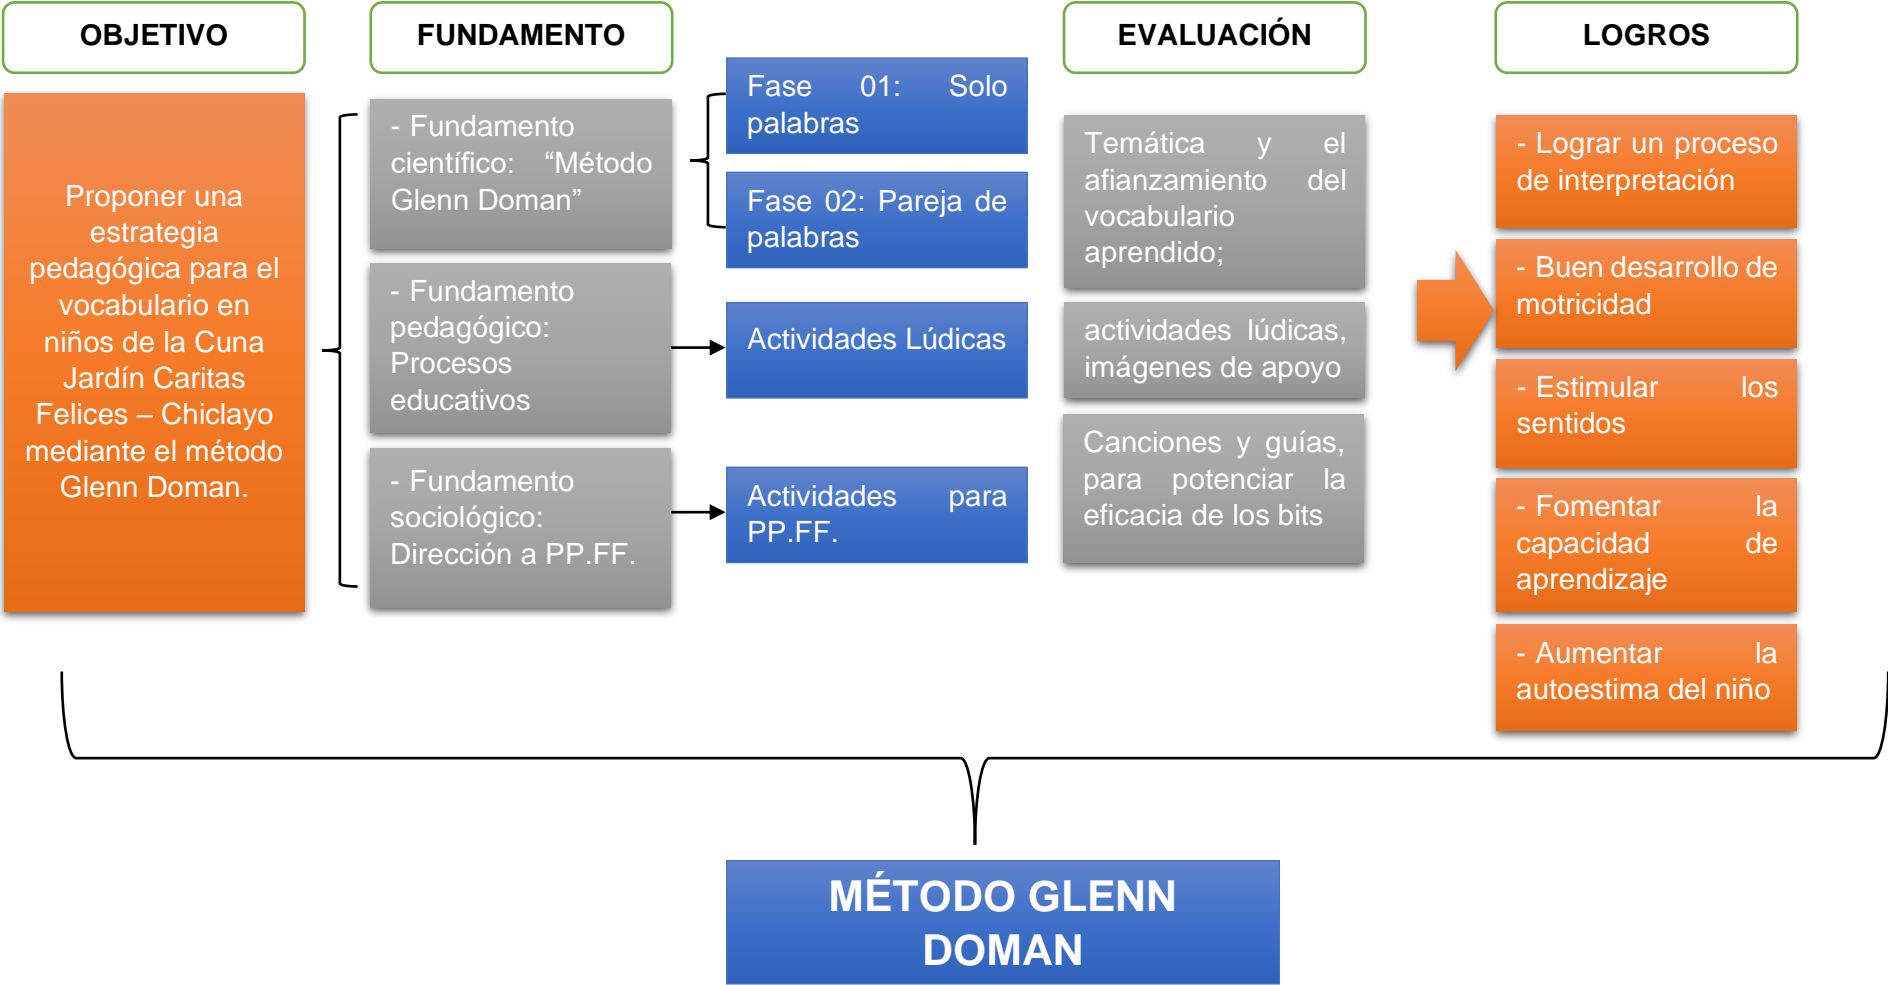 OBJETIVO
Proponer una
estrategia
pedagógica para el
vocabulario en
niños de la Cuna
Jardín Caritas
Felices – Chiclayo
mediante el método
Glenn Doman.
FUNDAMENTO
- Fundamento
científico: “Método
Glenn Doman”
- Fundamento
pedagógico:
Procesos
educativos
- Fundamento
sociológico:
Dirección a PP.FF.
Fase 01: Solo
palabras
Fase 02: Pareja de
palabras
Actividades Lúdicas
Actividades para
PP.FF.
EVALUACIÓN
Temática y el
afianzamiento del
vocabulario
aprendido;
actividades lúdicas,
imágenes de apoyo
Canciones y guías,
para potenciar la
eficacia de los bits
LOGROS
- Lograr un proceso
de interpretación
- Buen desarrollo de
motricidad
- Estimular los
sentidos
- Fomentar la
capacidad de
aprendizaje
- Aumentar la
autoestima del niño
MÉTODO GLENN
DOMAN